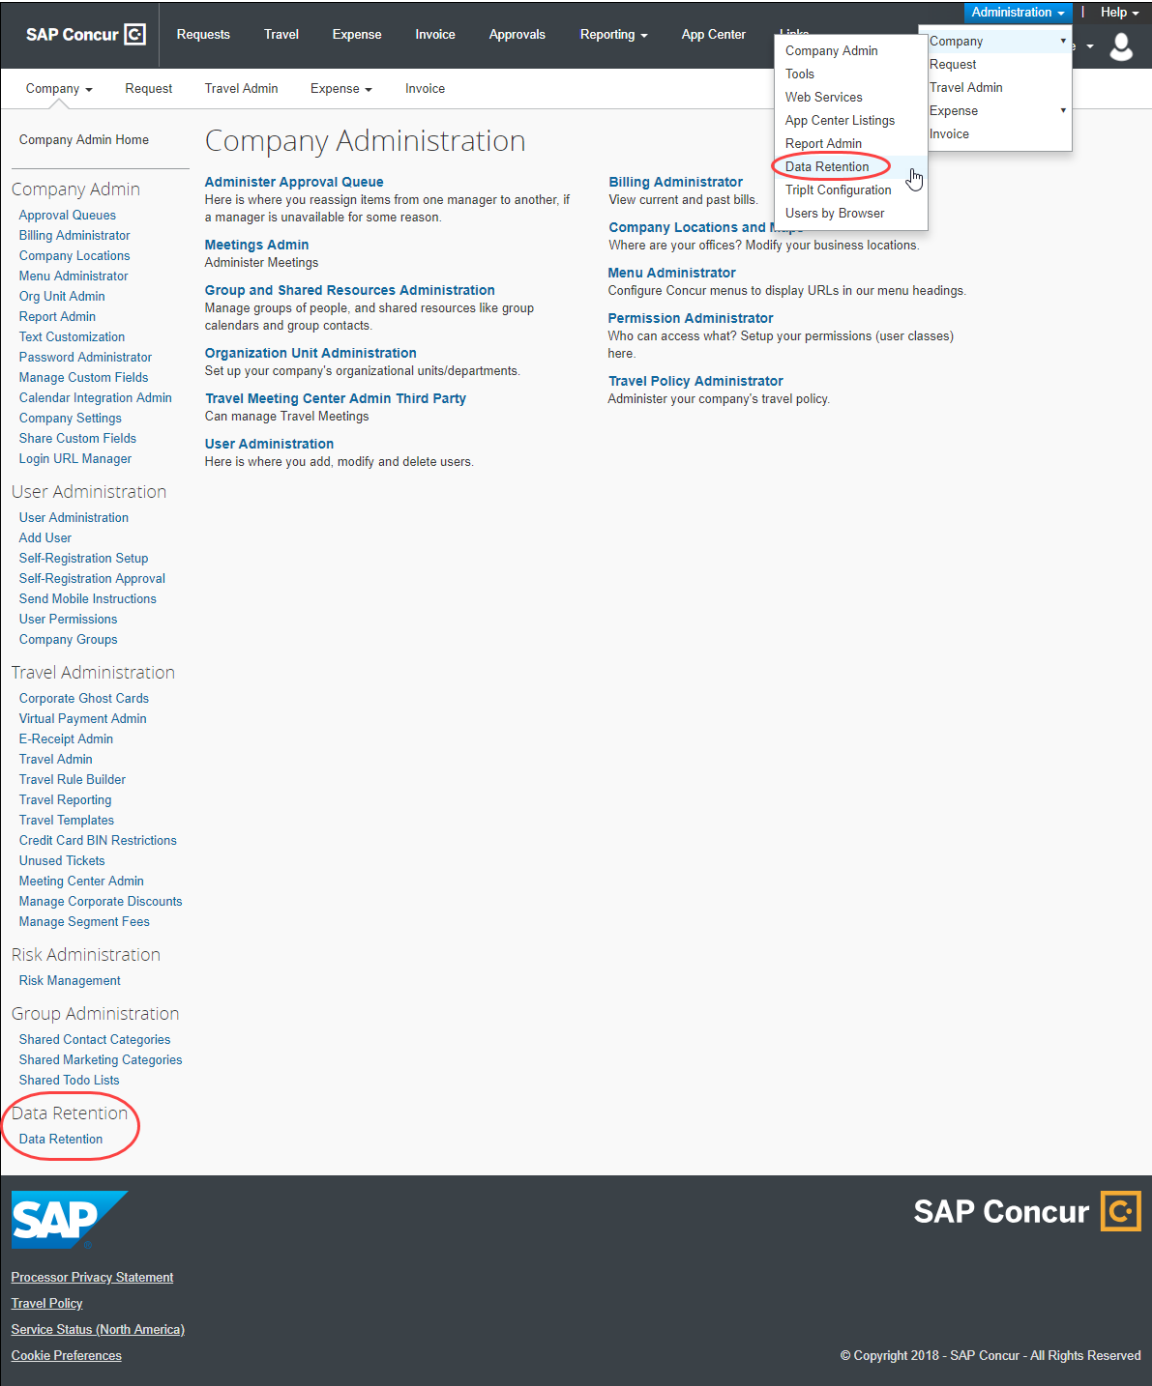 Administration | Help
SAP Concur C Requests Travel Expense Invoice Approvals Reporting App Center
Company
Request
Travel Admin
Expense
Invoice
Company Admin
Tools
Web Services
App Center Listings
Report Admin
Data Retention
TripIt Configuration
Users by Browser
Company Request Travel Admin Expense Invoice
Company Admin Home
Company Admin
Approval Queues
Billing Administrator
Company Locations
Menu Administrator
Org Unit Admin
Report Admin
Text Customization
Password Administrator
Manage Custom Fields
Calendar Integration Admin
Company Settings
Share Custom Fields
Login URL Manager
User Administration
User Administration
Add User
Self-Registration Setup
Self-Registration Approval
Send Mobile Instructions
User Permissions
Company Groups
Travel Administration
Corporate Ghost Cards
Virtual Payment Admin
E-Receipt Admin
Travel Admin
Travel Rule Builder
Travel Reporting
Travel Templates
Credit Card BIN Restrictions
Unused Tickets
Meeting Center Admin
Manage Corporate Discounts
Manage Segment Fees
Risk Administration
Risk Management
Group Administration
Shared Contact Categories
Shared Marketing Categories
Shared Todo Lists
Data Retention
Data Retention
Company Administration
Administer Approval Queue
Here is where you reassign items from one manager to another, if
a manager is unavailable for some reason.
Meetings Admin
Administer Meetings
Group and Shared Resources Administration
Manage groups of people, and shared resources like group
calendars and group contacts.
Organization Unit Administration
Set up your company's organizational units/departments.
Travel Meeting Center Admin Third Party
Can manage Travel Meetings
User Administration
Here is where you add, modify and delete users.
Billing Administrator
View current and past bills.
Company Locations and
Where are your offices? Modify your business locations.
Menu Administrator
Configure Concur menus to display URLs in our menu headings.
Permission Administrator
Who can access what? Setup your permissions (user classes)
here.
Travel Policy Administrator
Administer your company's travel policy.
SAP
SAP Concur C
Processor Privacy Statement
Travel Policy
Service Status (North America)
Cookie Preferences
© Copyright 2018 - SAP Concur - All Rights Reserved